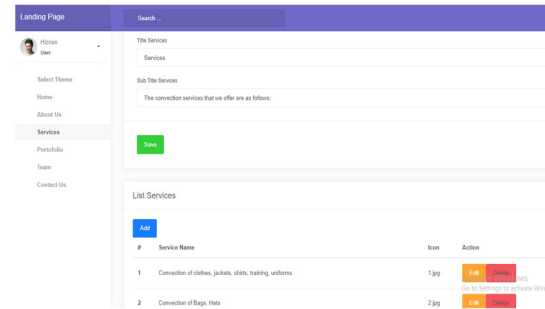 Landing Page
Search ...
Hizrian
User
Select Theme
Home
About Us
Services
Portofolio
Team
Contact Us
Title Services
Services
Sub Title Services
The convection services that we offer are as follows:
Save
List Services
Add
# Service Name Icon Action
1 Convection of clothes, jackets, shirts, training, uniforms. 1.jpg Edit Delete
Go to Settings to activate Win
2 Convection of Bags, Hats 2.jpg Edit Delete